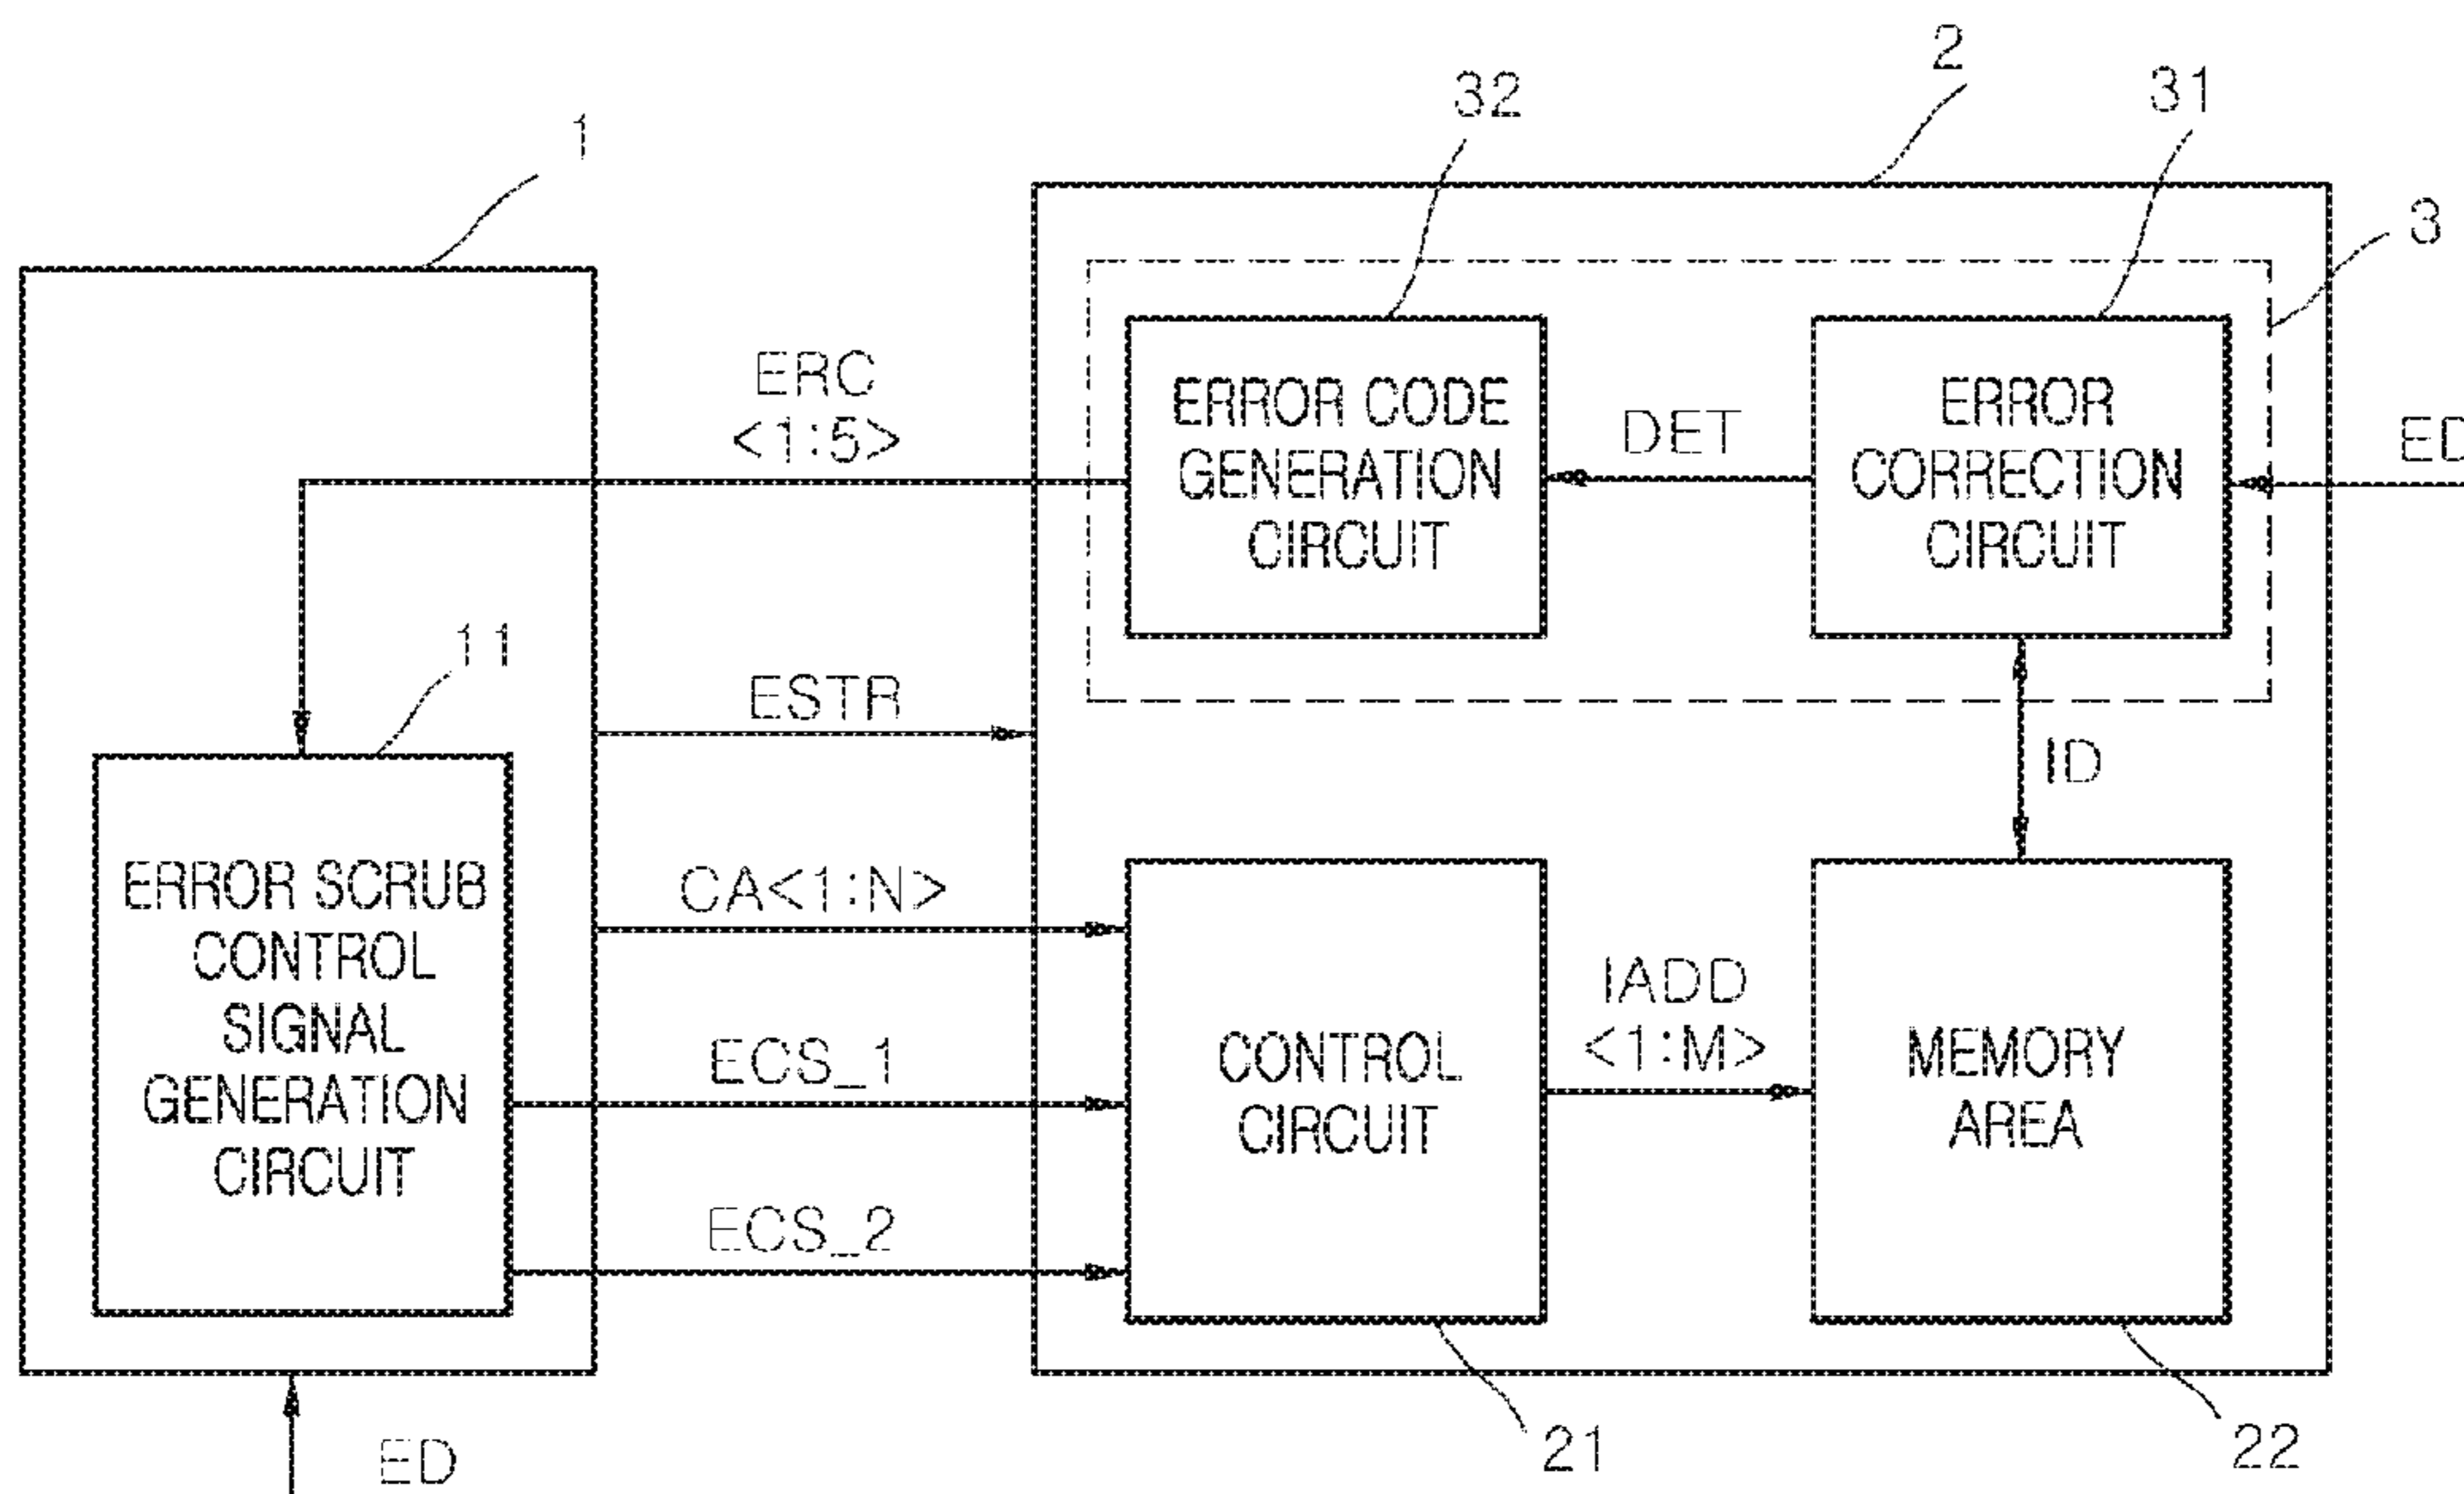 1
2
32
31
3
ERC
<1:5>
ERROR CODE
GENERATION
CIRCUIT
DET
ERROR
CORRECTION
CIRCUIT
ED
11
ESTR
ID
ERROR SCRUB
CONTROL
SIGNAL
GENERATION
CIRCUIT
CA<1:N>
ECS_1
ECS_2
CONTROL
CIRCUIT
IADD
<1:M>
MEMORY
AREA
ED
21
22